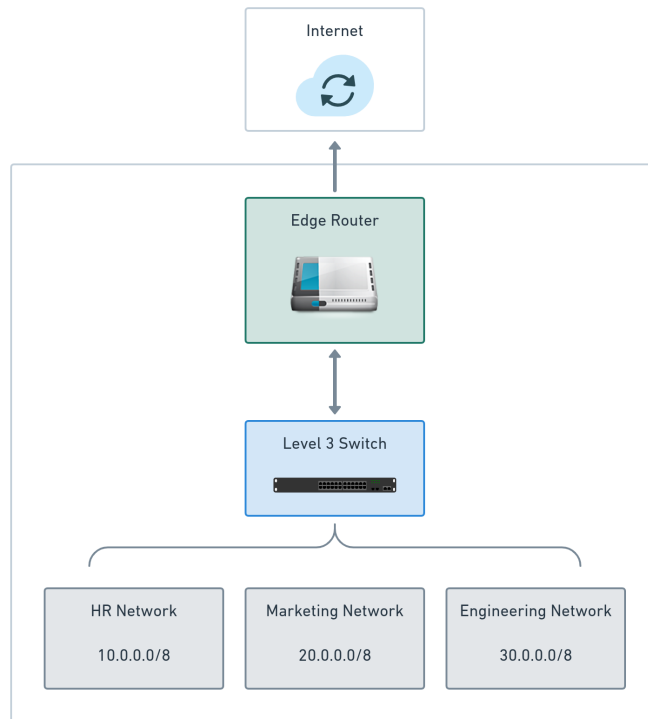 Internet
Edge Router
Level 3 Switch
HR Network
10.0.0.0/8
Marketing Network
20.0.0.0/8
Engineering Network
30.0.0.0/8